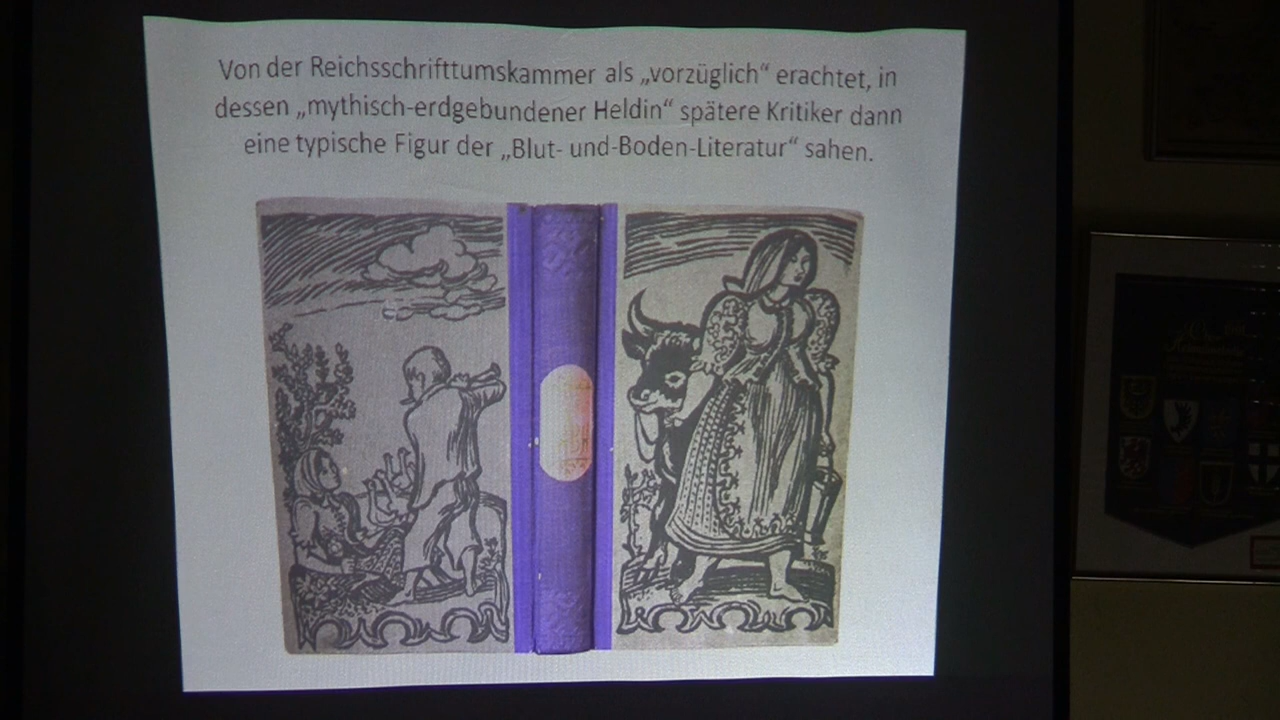 Von der Reichsschrifttumskammer als „vorzüglich“ erachtet, in
dessen „mythisch-erdgebundener Heldin“ spätere Kritiker dann
eine typische Figur der „Blut- und-Boden-Literatur“ sahen.